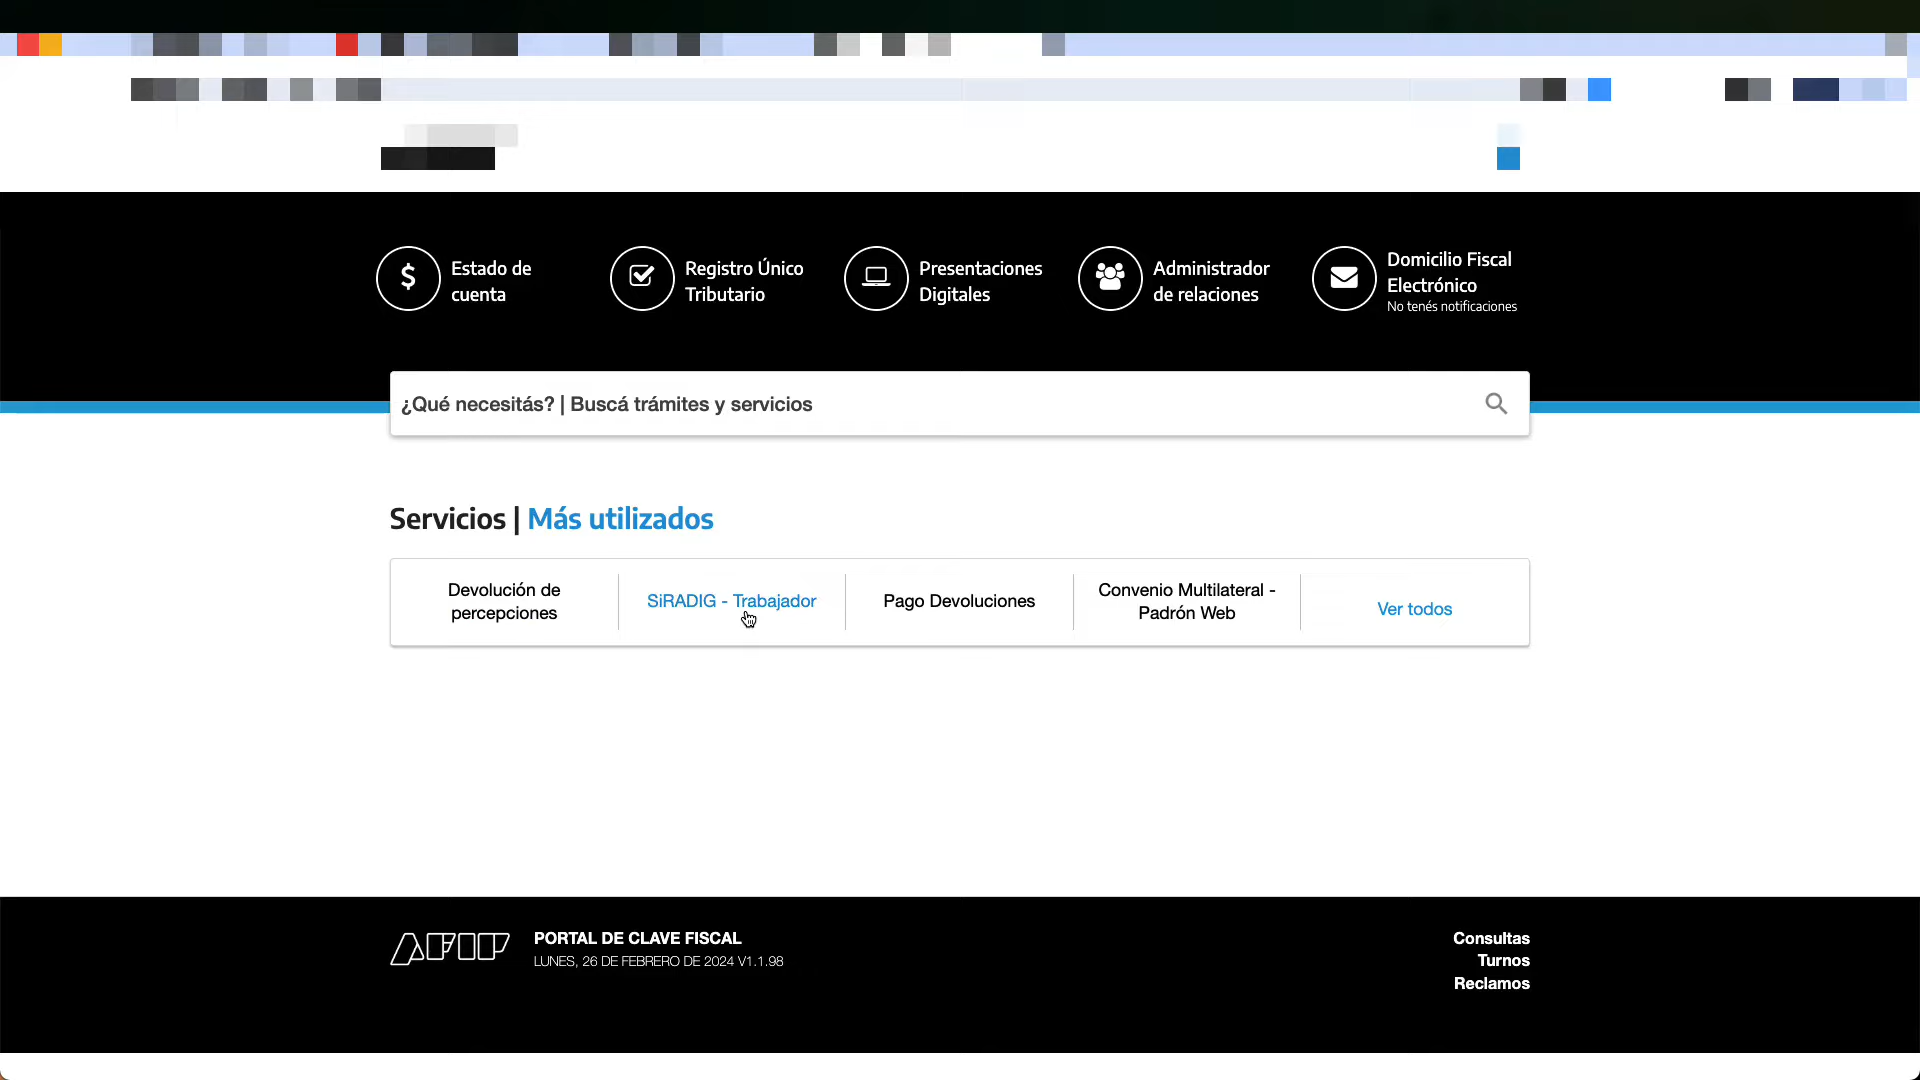 Estado de
cuenta
Registro Único
Tributario
Presentaciones
Digitales
Administrador
de relaciones
Domicilio Fiscal
Electrónico
No tenés notificaciones
¿Qué necesitás? | Buscá trámites y servicios
Servicios | Más utilizados
Devolución de
percepciones
SiRADIG - Trabajador
Pago Devoluciones
Convenio Multilateral -
Padrón Web
Ver todos
AFIP
PORTAL DE CLAVE FISCAL
LUNES, 26 DE FEBRERO DE 2024 V1.1.98
Consultas
Turnos
Reclamos